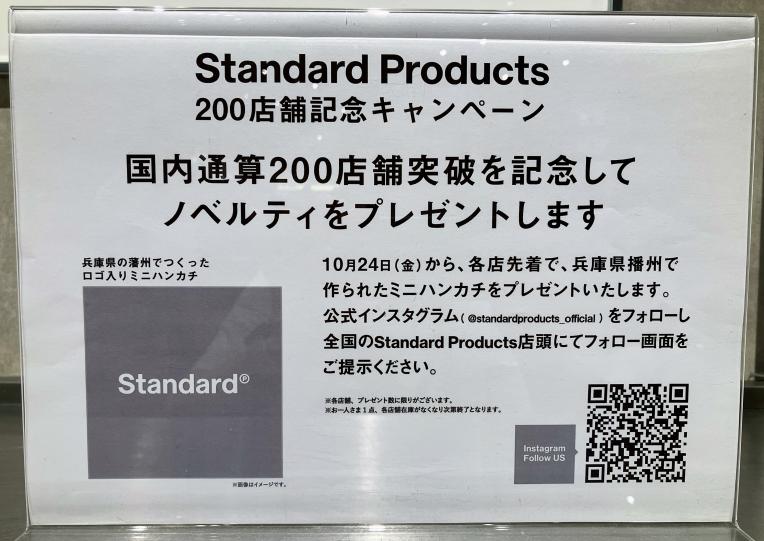 Standard Products
200店舗記念キャンペーン
国内通算200店舗突破を記念して
ノベルティをプレゼントします
兵庫県の藩州でつくった
ロゴ入りミニハンカチ
Standard Ⓟ
※画像はイメージです。
10月24日(金)から、各店先着で、兵庫県播州で
作られたミニハンカチをプレゼントいたします。
公式インスタグラム( @standardproducts_official ) をフォローし
全国のStandard Products店頭にてフォロー画面を
ご提示ください。
※各店舗、プレゼント数に限りがございます。
※お一人さま1点、各店舗在庫がなくなり次第終了となります。
Instagram
Follow US